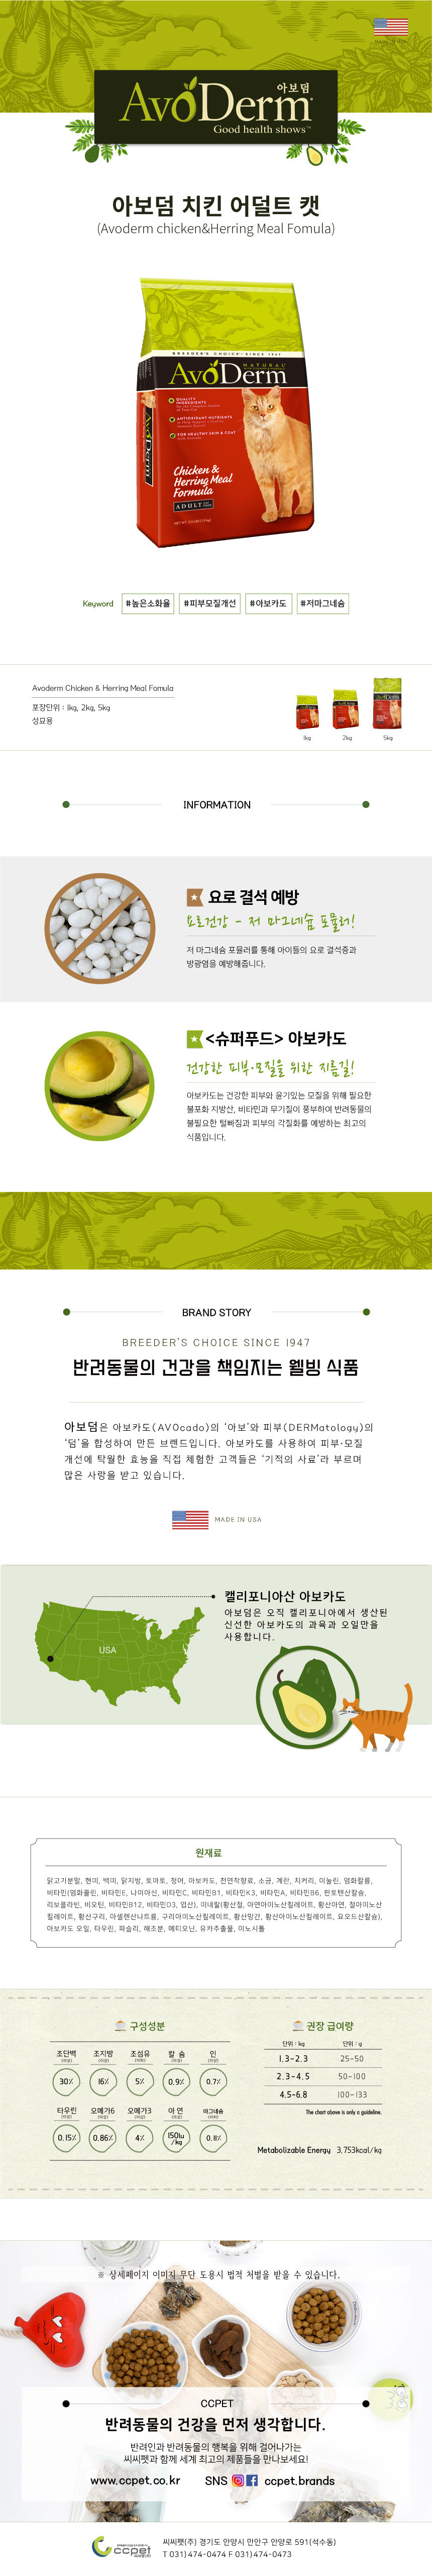 MADE IN USA
아보덤
AvoDerm
Good health shows™
아보덤 치킨 어덜트 캣
(Avoderm chicken&Herring Meal Fomula)
BREEDER'S CHOICE · SINCE 1947
NATURAL
AvoDerm
QUALITY
INGREDIENTS
ANTIOXIDANT NUTRIENTS
FOR HEALTHY SKIN & COAT
AvoDerm
Chicken &
Herring Meal
Formula
ADULT
Keyword #높은소화율 #피부모질개선 #아보카도 #저마그네슘
Avoderm Chicken & Herring Meal Fomula
포장단위 : 1kg, 2kg, 5kg
성묘용
1kg 2kg 5kg
INFORMATION
요로 결석 예방
요로건강 - 저 마그네슘 포뮬러!
저 마그네슘 포뮬러를 통해 아이들의 요로 결석증과
방광염을 예방해줍니다.
<슈퍼푸드> 아보카도
건강한 피부·모질을 위한 지름길!
아보카도는 건강한 피부와 윤기있는 모질을 위해 필요한
불포화 지방산, 비타민과 무기질이 풍부하여 반려동물의
불필요한 털빠짐과 피부의 각질화를 예방하는 최고의
식품입니다.
BRAND STORY
BREEDER'S CHOICE SINCE 1947
반려동물의 건강을 책임지는 웰빙 식품
아보덤은 아보카도(AVOcado)의 '아보'와 피부(DERMatology)의
'덤'을 합성하여 만든 브랜드입니다. 아보카도를 사용하여 피부·모질
개선에 탁월한 효능을 직접 체험한 고객들은 '기적의 사료'라 부르며
많은 사랑을 받고 있습니다.
MADE IN USA
캘리포니아산 아보카도
아보덤은 오직 캘리포니아에서 생산된
신선한 아보카도의 과육과 오일만을
사용합니다.
USA
원재료
닭고기분말, 현미, 백미, 닭지방, 토마토, 청어, 아보카도, 천연착향료, 소금, 계란, 치커리, 이눌린, 염화칼륨,
비타민(염화콜린, 비타민E, 나이아신, 비타민C, 비타민B1, 비타민K3, 비타민A, 비타민B6, 판토텐산칼슘,
리보플라빈, 비오틴, 비타민B12, 비타민D3, 엽산), 미네랄(황산철, 아연아미노산킬레이트, 황산아연, 철아미노산
킬레이트, 황산구리, 아셀렌산나트륨, 구리아미노산킬레이트, 황산망간, 황산아미노산킬레이트, 요오드산칼슘),
아보카도 오일, 타우린, 파슬리, 해조분, 메티오닌, 유카추출물, 이노시톨
구성성분
조단백 조지방 조섬유 칼 슘 인
(이상) (이상) (이하) (이상) (이상)
30% 16% 5% 0.9% 0.7%
타우린 오메가6 오메가3 아 연 마그네슘
(이상) (이상) (이상) (이상) (이하)
0.15% 0.86% 4% 150iu/kg 0.11%
권장 급여량
단위 : kg 단위 : g
1.3-2.3 25-50
2.3-4.5 50-100
4.5-6.8 100-133
The chart above is only a guideline.
Metabolizable Energy 3,753kcal/kg
※ 상세페이지 이미지 무단 도용시 법적 처벌을 받을 수 있습니다.
CCPET
반려동물의 건강을 먼저 생각합니다.
반려인과 반려동물의 행복을 위해 걸어가는
씨씨펫과 함께 세계 최고의 제품들을 만나보세요!
www.ccpet.co.kr SNS ccpet.brands
ccpet
씨씨펫(주) 경기도 안양시 만안구 안양로 591(석수동)
T 031)474-0474 F 031)474-0473